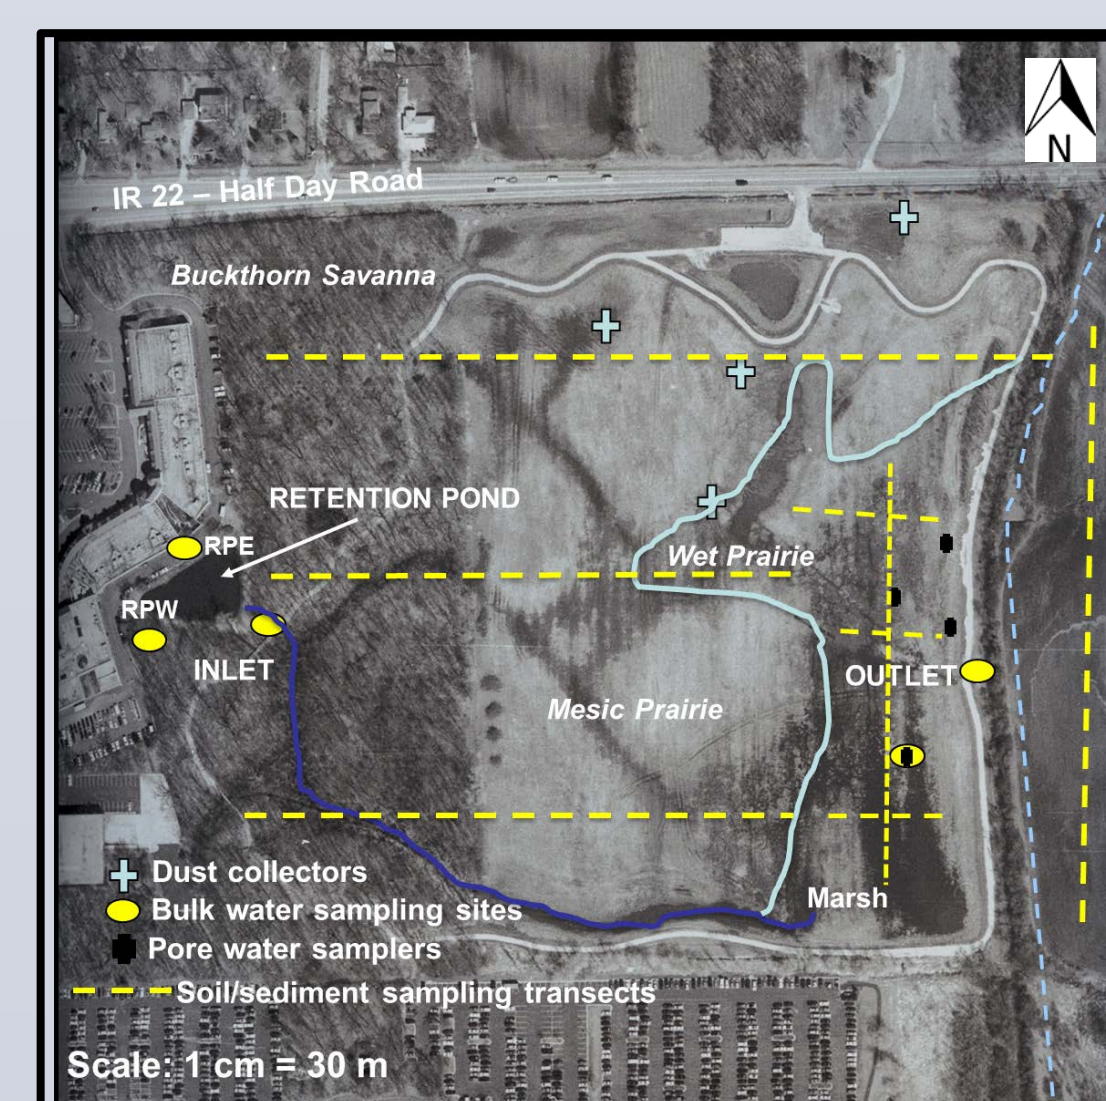 N
IR 22 – Half Day Road
Buckthorn Savanna
RETENTION POND
RPE
Wet Prairie
RPW
INLET
OUTLET
Mesic Prairie
Dust collectors
Marsh
Bulk water sampling sites
Pore water samplers
Soil/sediment sampling transects
Scale: 1 cm = 30 m